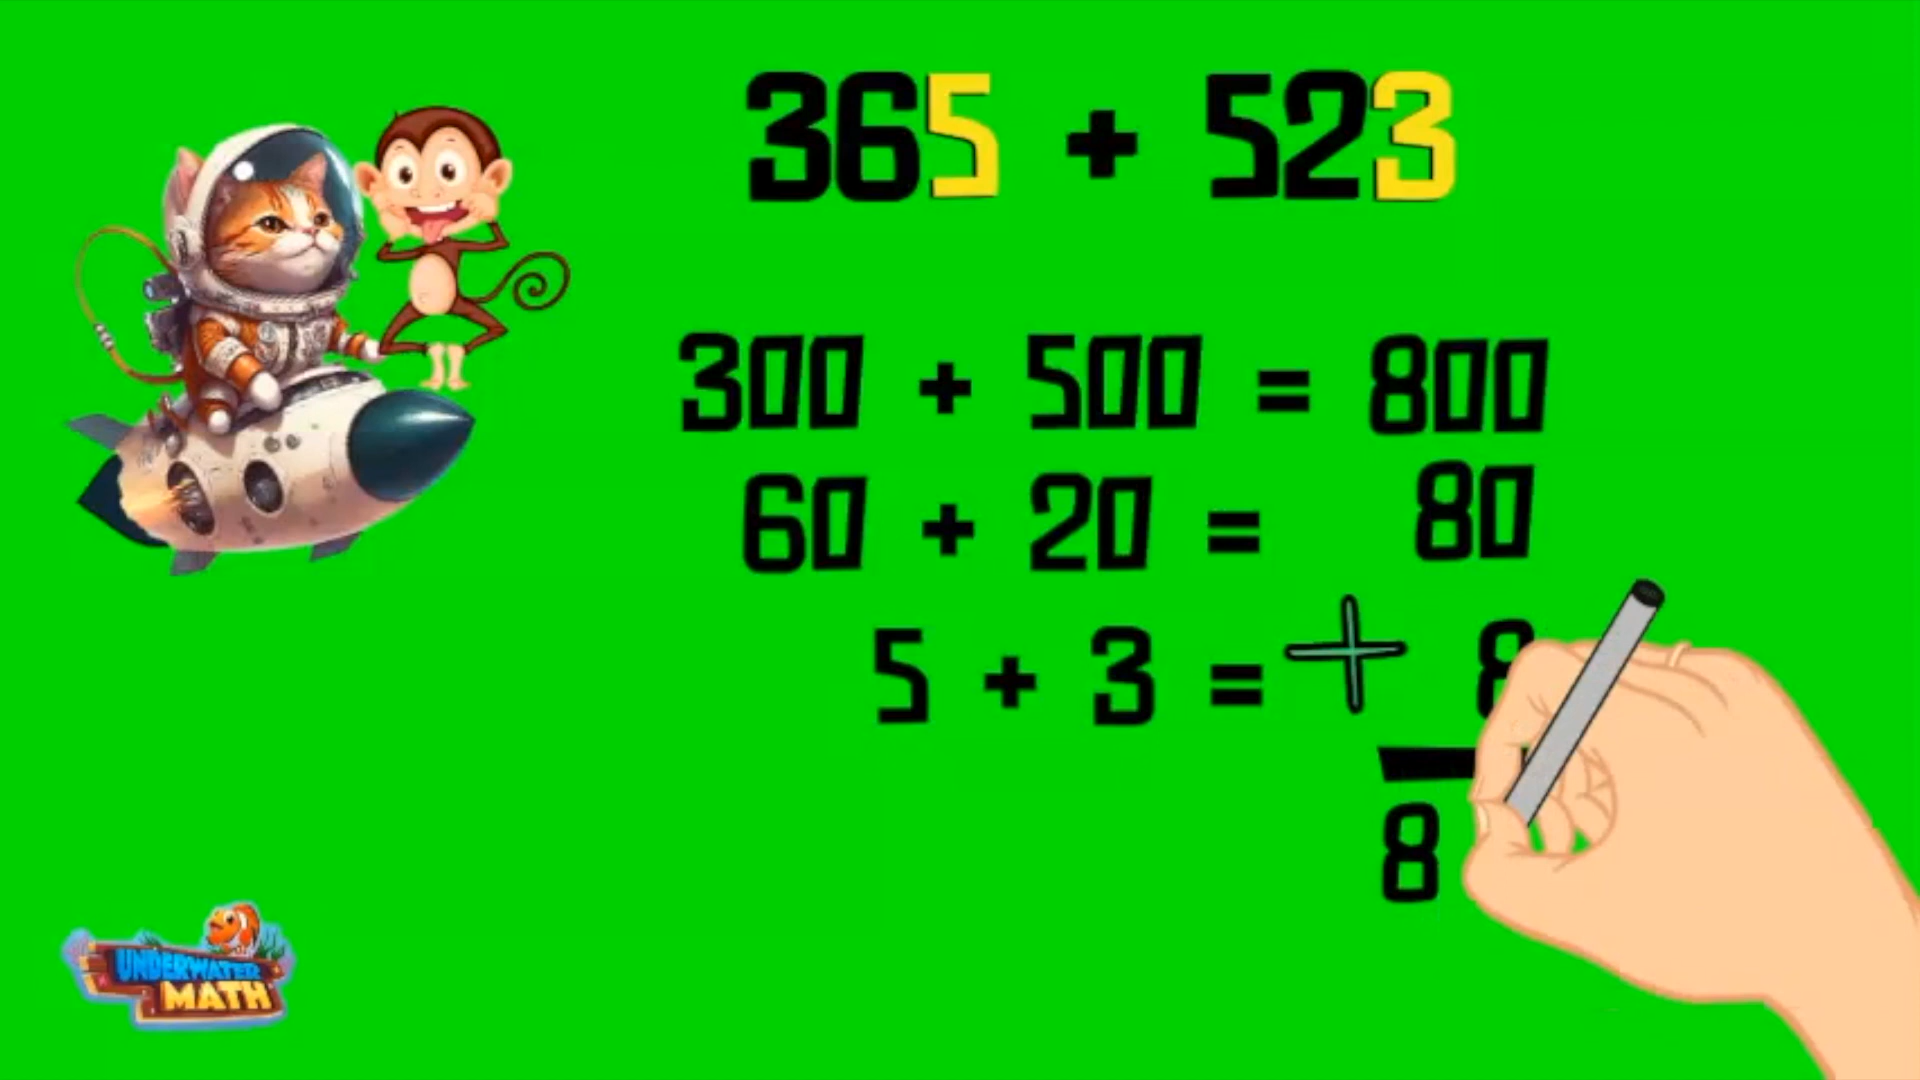 365 + 523
300 + 500 = 800
60 + 20 = 80
5 + 3 = + 8
8
UNDERWATER
MATH